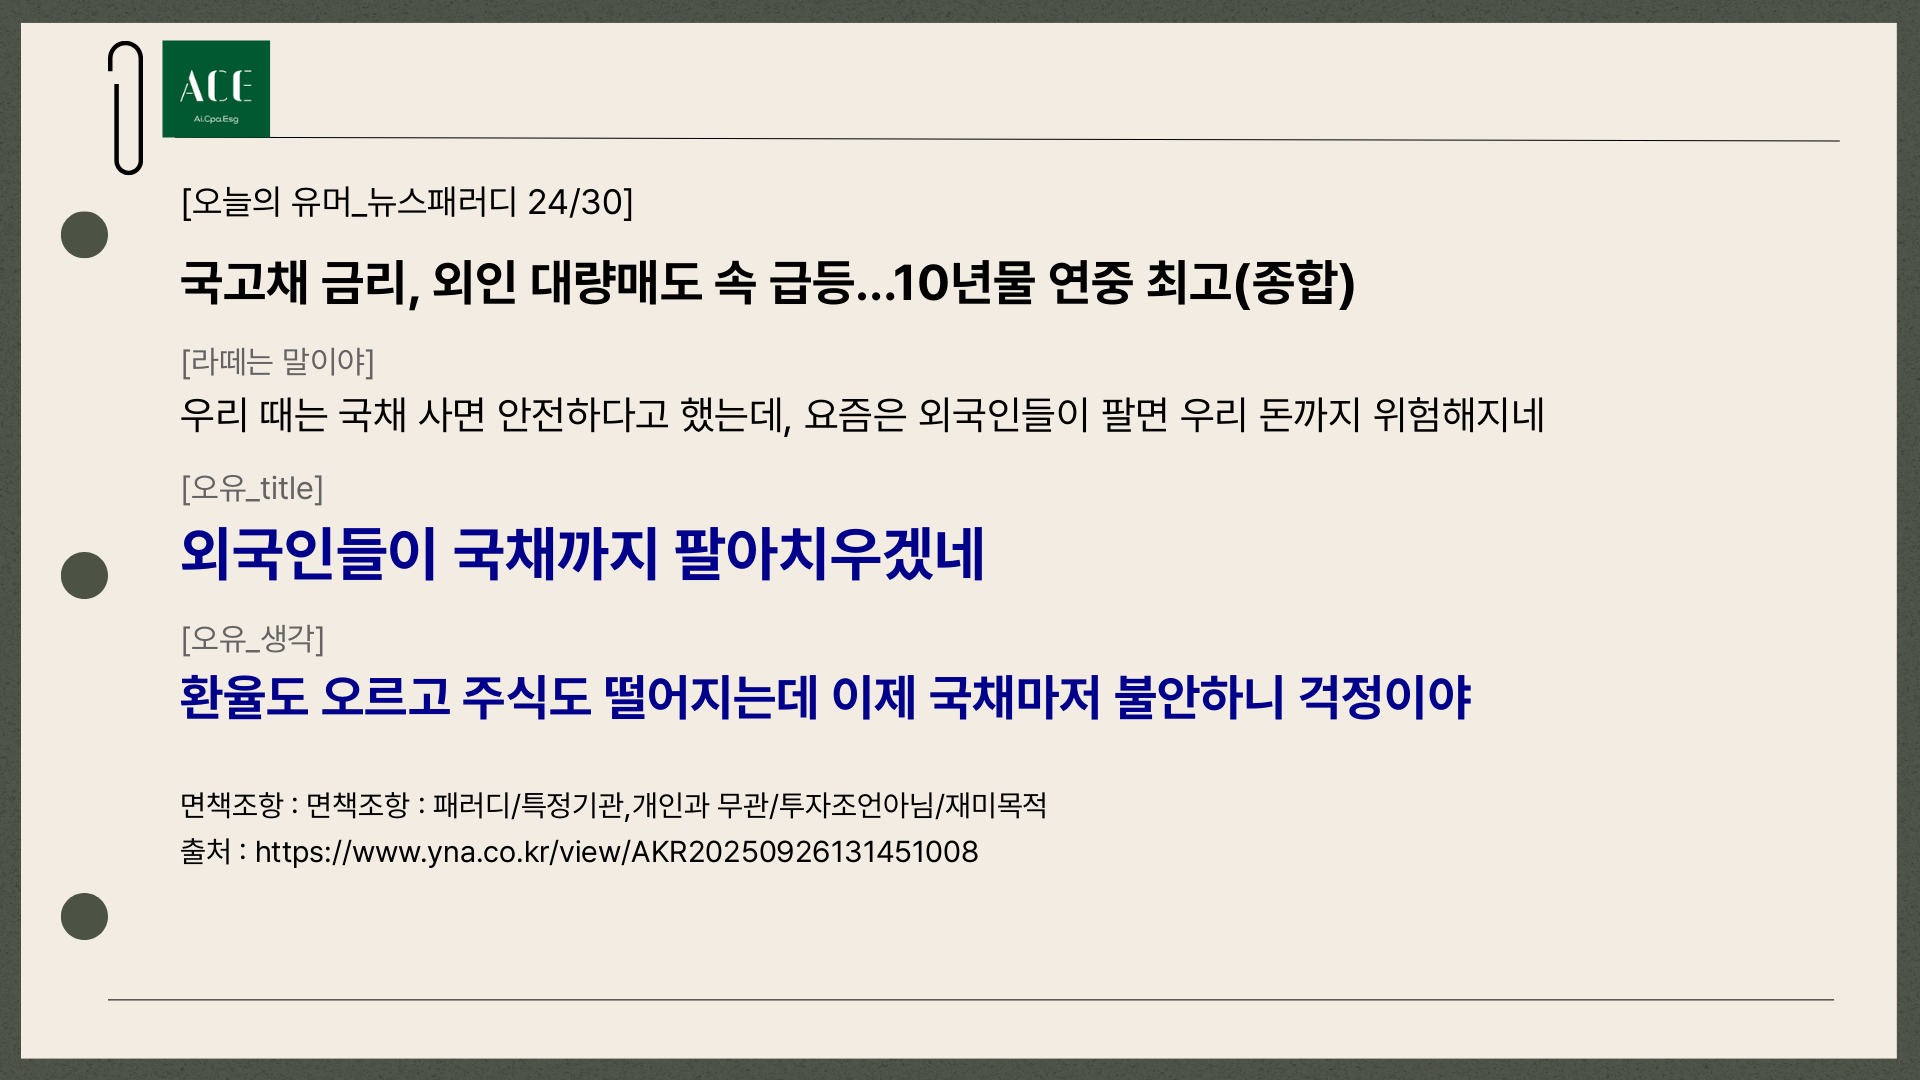 ACE
Ai.Cpa.Esg
[오늘의 유머_뉴스패러디 24/30]
국고채 금리, 외인 대량매도 속 급등…10년물 연중 최고(종합)
[라떼는 말이야]
우리 때는 국채 사면 안전하다고 했는데, 요즘은 외국인들이 팔면 우리 돈까지 위험해지네
[오유_title]
외국인들이 국채까지 팔아치우겠네
[오유_생각]
환율도 오르고 주식도 떨어지는데 이제 국채마저 불안하니 걱정이야
면책조항 : 면책조항 : 패러디/특정기관,개인과 무관/투자조언아님/재미목적
출처 : https://www.yna.co.kr/view/AKR20250926131451008